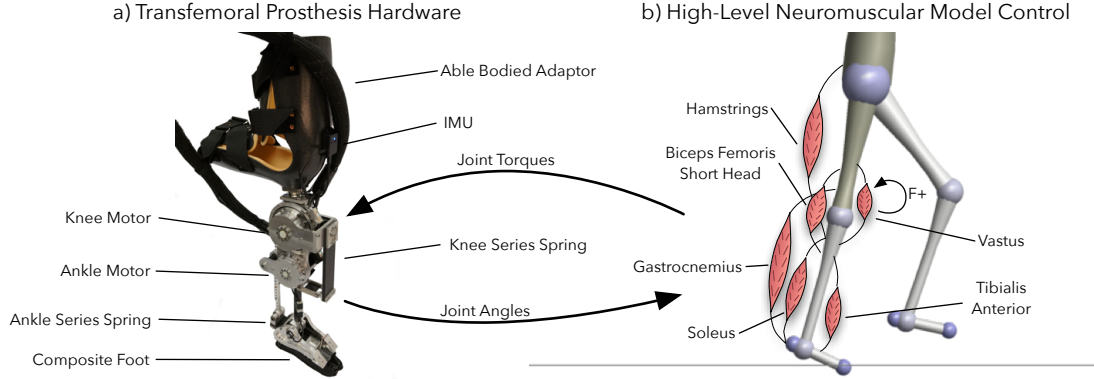 a) Transfemoral Prosthesis Hardware
Able Bodied Adaptor
IMU
Joint Torques
Knee Motor
Knee Series Spring
Ankle Motor
Joint Angles
Ankle Series Spring
Composite Foot
b) High-Level Neuromuscular Model Control
Hamstrings
Biceps Femoris
Short Head
F+
Vastus
Gastrocnemius
Tibialis
Anterior
Soleus